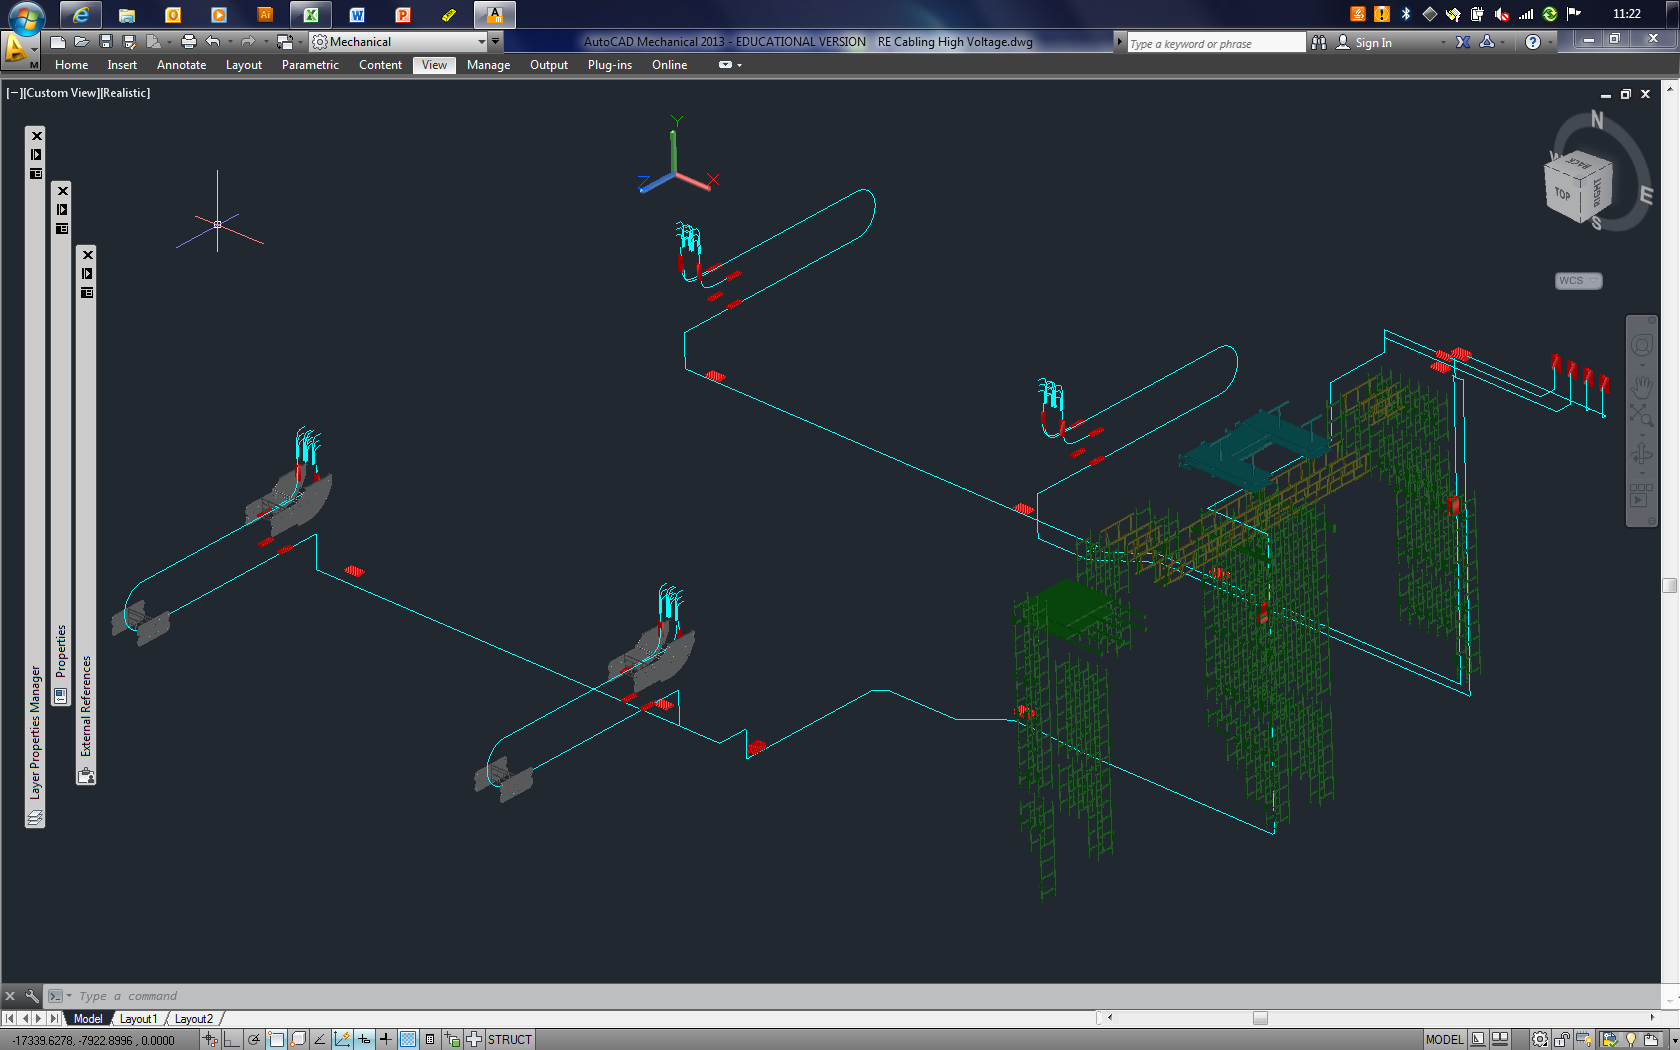 11:22
Mechanical
AutoCAD Mechanical 2013 - EDUCATIONAL VERSION    RE Cabling High Voltage.dwg
Type a keyword or phrase
Sign In
Home Insert Annotate Layout Parametric Content View Manage Output Plug-ins Online
[−][Custom View][Realistic]
Y
Z
X
N
W
E
S
BACK
TOP
RIGHT
WCS
Layer Properties Manager
Properties
External References
Type a command
Model Layout1 Layout2
-17339.6278, -7922.8996 , 0.0000
STRUCT
MODEL